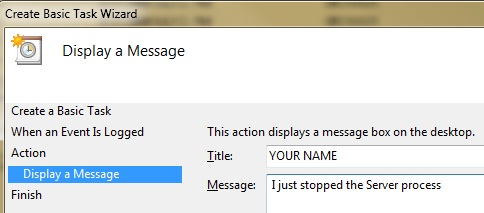 Create Basic Task Wizard
Display a Message
Create a Basic Task
When an Event Is Logged
This action displays a message box on the desktop.
Action
Title: YOUR NAME
Display a Message
Message: I just stopped the Server process
Finish